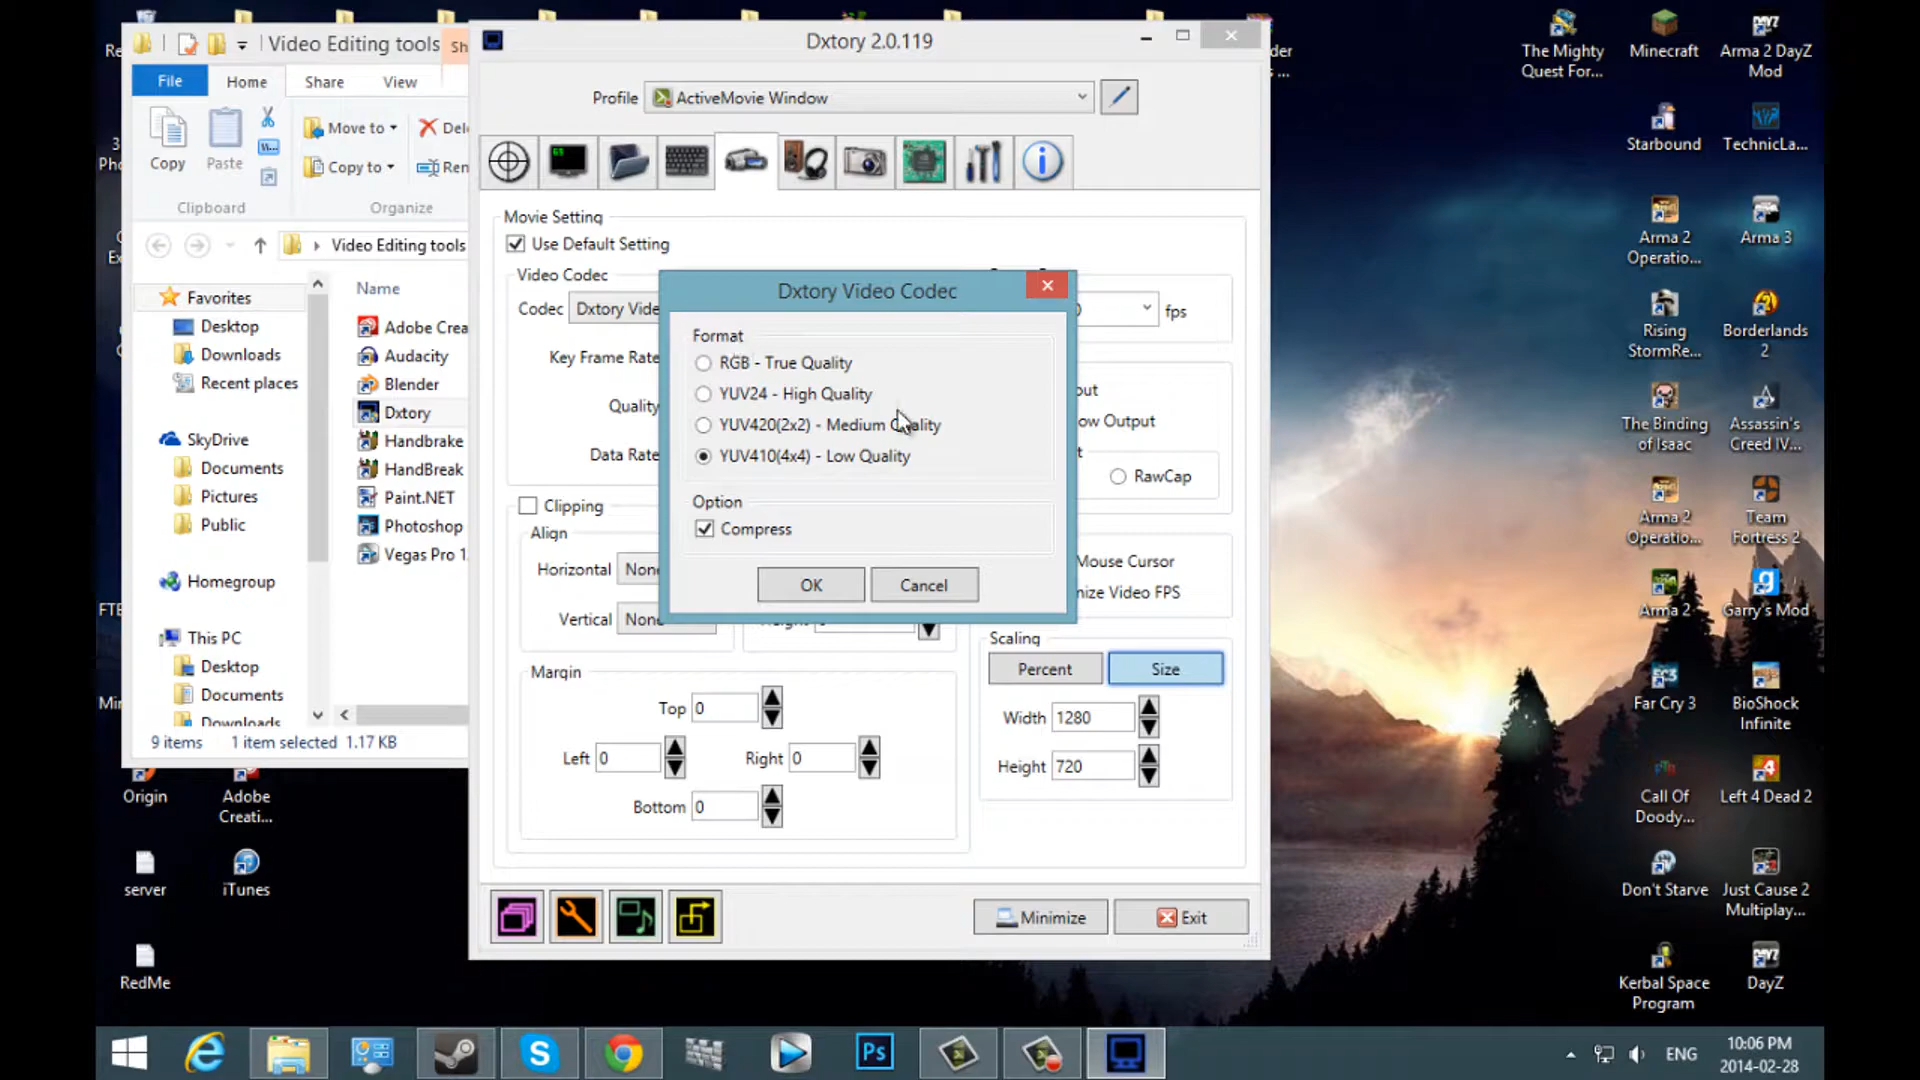 Video Editing tools
Sh
Dxtory 2.0.119
File
Home
Share
View
Profile
ActiveMovie Window
Copy
Paste
Move to
Copy to
Clipboard
Organize
Video Editing tools
Favorites
Desktop
Downloads
Recent places
SkyDrive
Documents
Pictures
Public
Homegroup
This PC
Desktop
Documents
Downloads
Name
Audacity
Blender
Dxtory
Handbrake
HandBreak
Paint.NET
Photoshop
Vegas Pro 1
9 items
1 item selected 1.17 KB
Movie Setting
Use Default Setting
Video Codec
Codec
Dxtory Vide
Key Frame Rate
Quality
Data Rate
fps
Dxtory Video Codec
Format
RGB - True Quality
YUV24 - High Quality
YUV420(2x2) - Medium Quality
YUV410(4x4) - Low Quality
Option
Compress
OK
Cancel
Output
RawCap
Mouse Cursor
Video FPS
Clipping
Align
Horizontal
Vertical
Height
Margin
Top 0
Left 0
Right 0
Bottom 0
Scaling
Percent
Size
Width 1280
Height 720
Minimize
Exit
Origin
Adobe Creati...
server
iTunes
RedMe
The Mighty Quest For...
Minecraft
Arma 2 DayZ Mod
Starbound
TechnicLa...
Arma 2 Operatio...
Arma 3
Rising StormRe...
Borderlands 2
The Binding of Isaac
Assassin's Creed IV...
Arma 2 Operatio...
Team Fortress 2
Arma 2
Garry's Mod
Far Cry 3
BioShock Infinite
Call Of Doody...
Left 4 Dead 2
Don't Starve
Just Cause 2 Multiplay...
Kerbal Space Program
DayZ
ENG
10:06 PM
2014-02-28